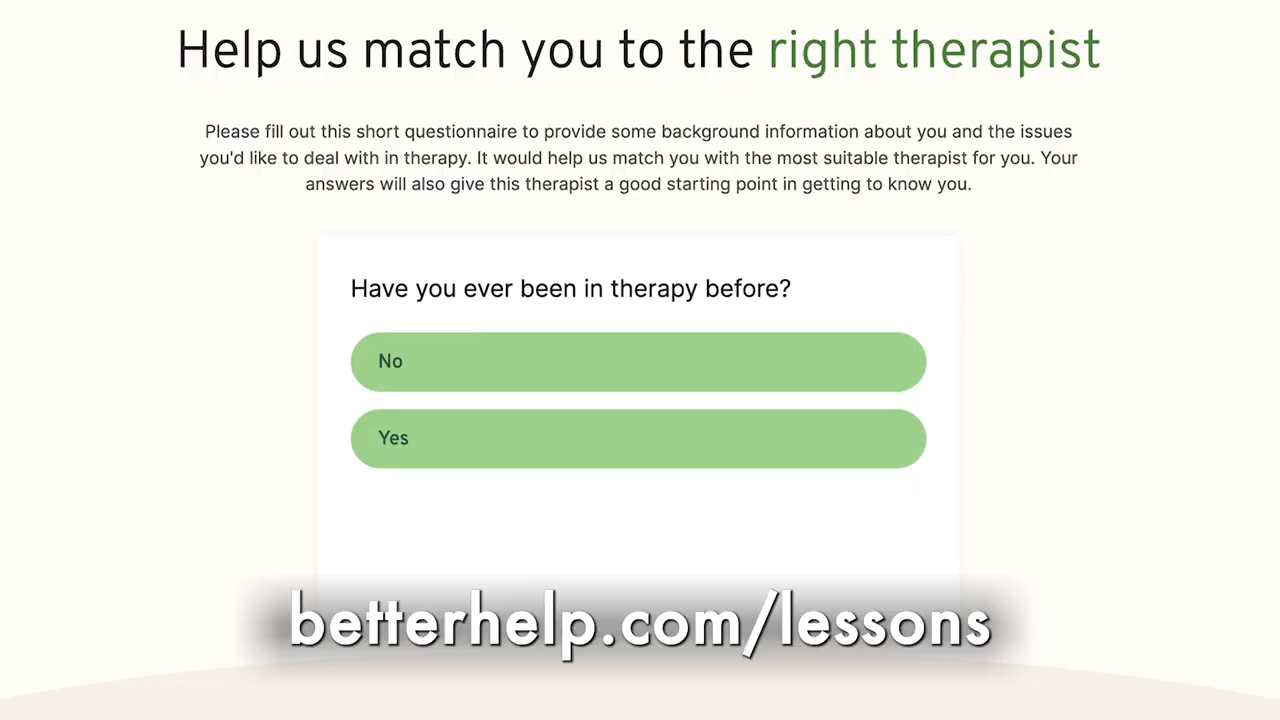 Help us match you to the right therapist
Please fill out this short questionnaire to provide some background information about you and the issues
you'd like to deal with in therapy. It would help us match you with the most suitable therapist for you. Your
answers will also give this therapist a good starting point in getting to know you.
Have you ever been in therapy before?
No
Yes
betterhelp.com/lessons